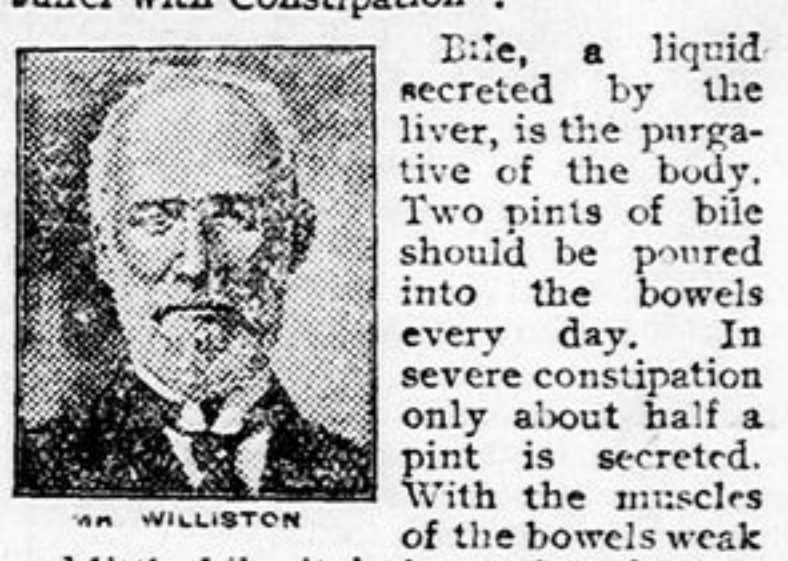 with Constipation".
Bile, a liquid
secreted by the
liver, is the purga-
tive of the body.
Two pints of bile
should be poured
into the bowels
every day. In
severe constipation
only about half a
pint is secreted.
With the muscles
of the bowels weak
WILLISTON